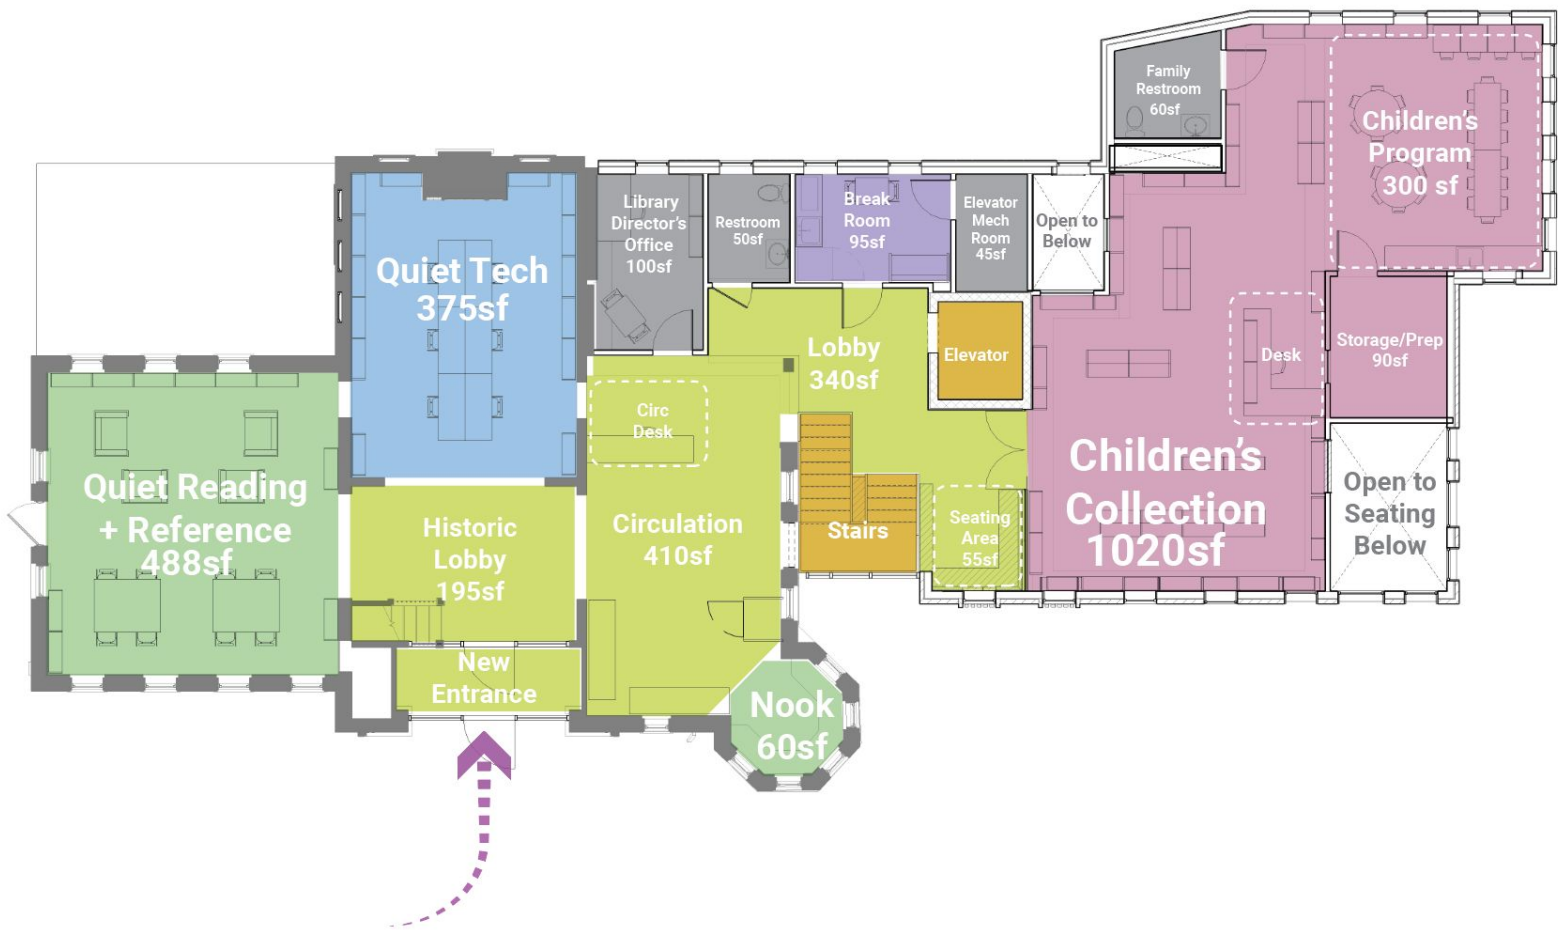 Family
Restroom
60sf
Children's
Program
300 sf
Library
Director's
Office
100sf
Restroom
50sf
Break
Room
95sf
Elevator
Mech
Room
45sf
Open to
Below
Quiet Tech
375sf
Lobby
340sf
Elevator
Desk
Storage/Prep
90sf
Circ
Desk
Quiet Reading
+ Reference
488sf
Historic
Lobby
195sf
Circulation
410sf
Stairs
Seating
Area
55sf
Children's
Collection
1020sf
Open to
Seating
Below
New
Entrance
Nook
60sf